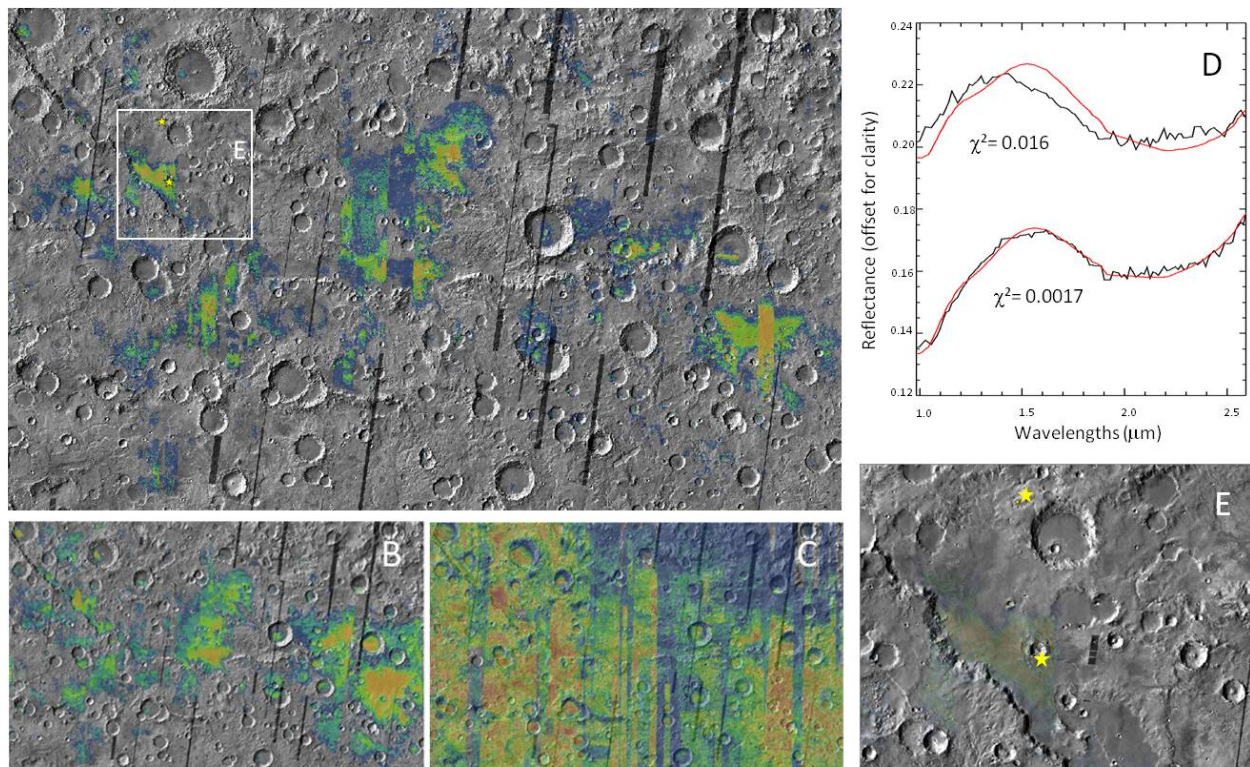 E
B
C
0.24
0.22
0.20
0.18
0.16
0.14
0.12
D
χ²= 0.016
χ²= 0.0017
1.0
1.5
2.0
2.5
Reflectance (offset for clarity)
Wavelengths (μm)
E